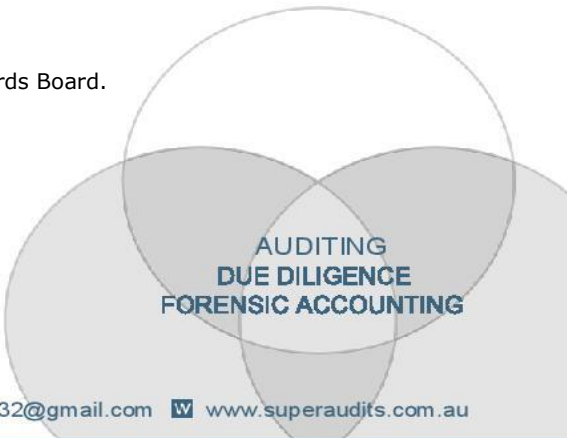 rds Board.
AUDITING
DUE DILIGENCE
FORENSIC ACCOUNTING
32@gmail.com W www.superaudits.com.au